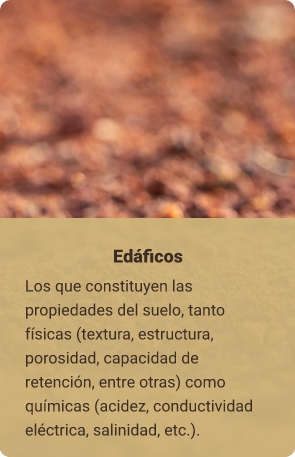 Edáficos
Los que constituyen las
propiedades del suelo, tanto
físicas (textura, estructura,
porosidad, capacidad de
retención, entre otras) como
químicas (acidez, conductividad
eléctrica, salinidad, etc.).